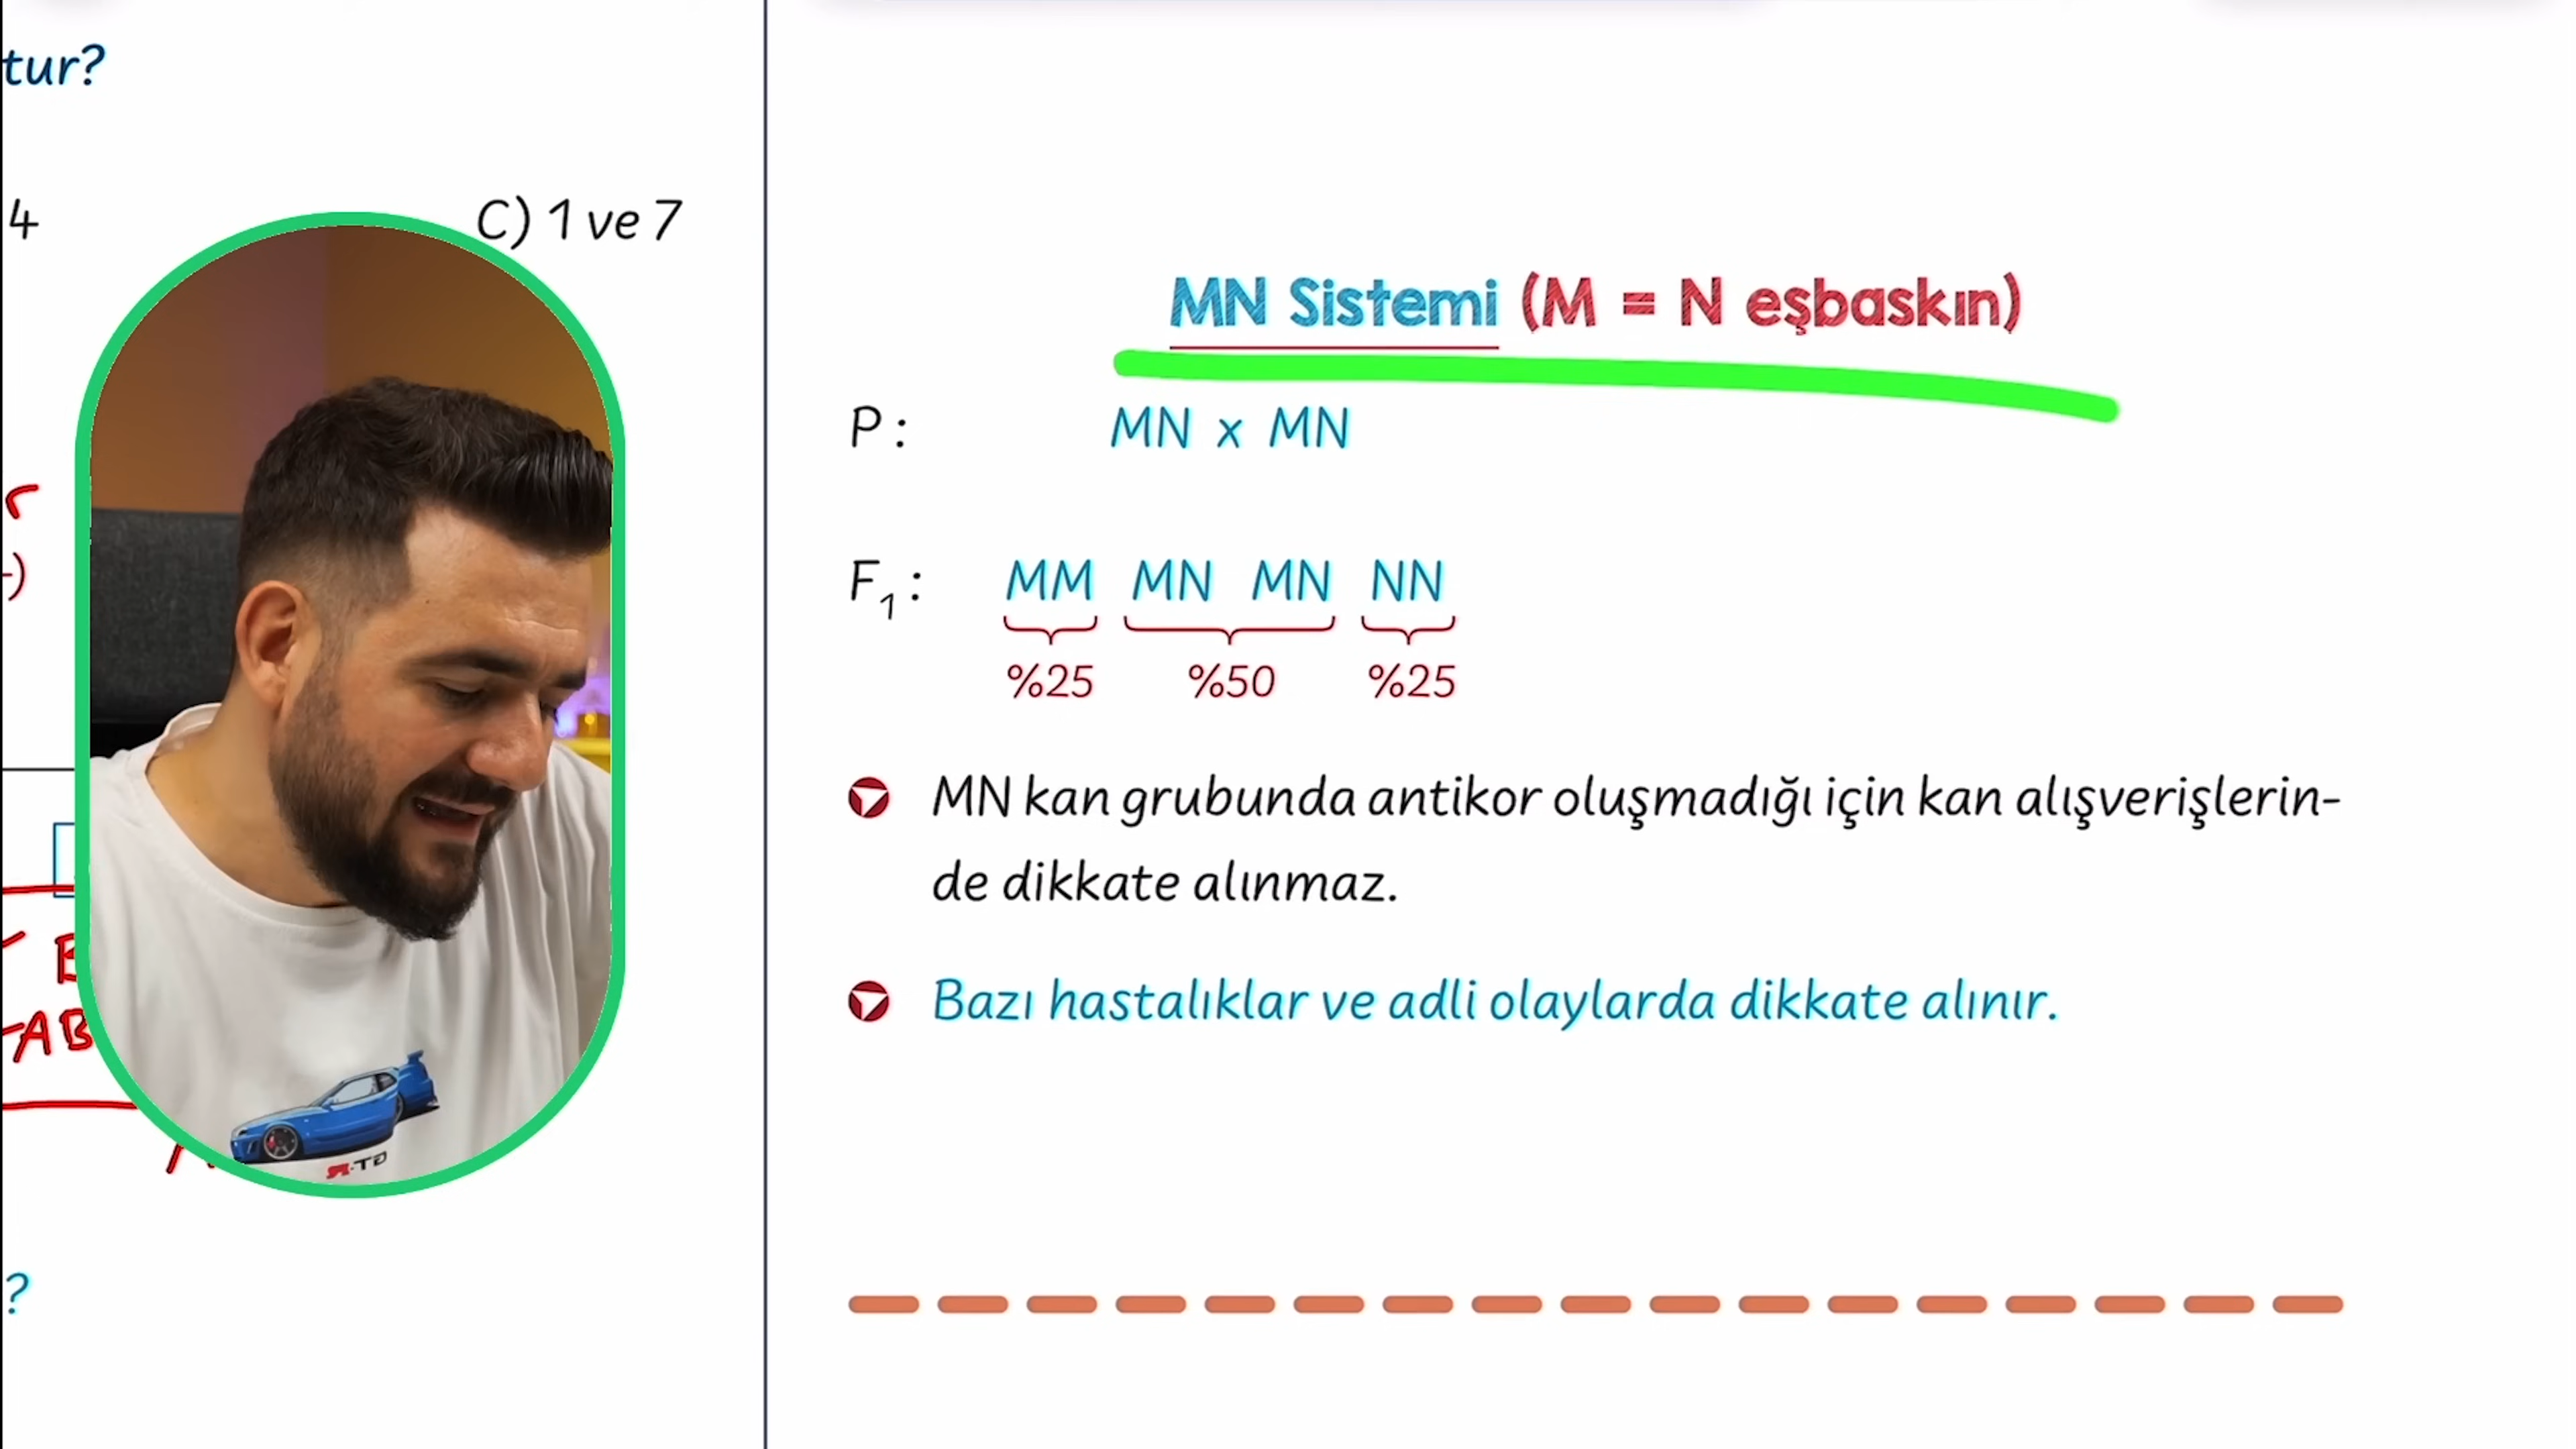 tur?
4
C) 1 ve 7
AB
?
MN Sistemi (M = N eşbaskın)
P : MN x MN
F1 : MM MN MN NN
%25 %50 %25
MN kan grubunda antikor oluşmadığı için kan alışverişlerin-
de dikkate alınmaz.
Bazı hastalıklar ve adli olaylarda dikkate alınır.